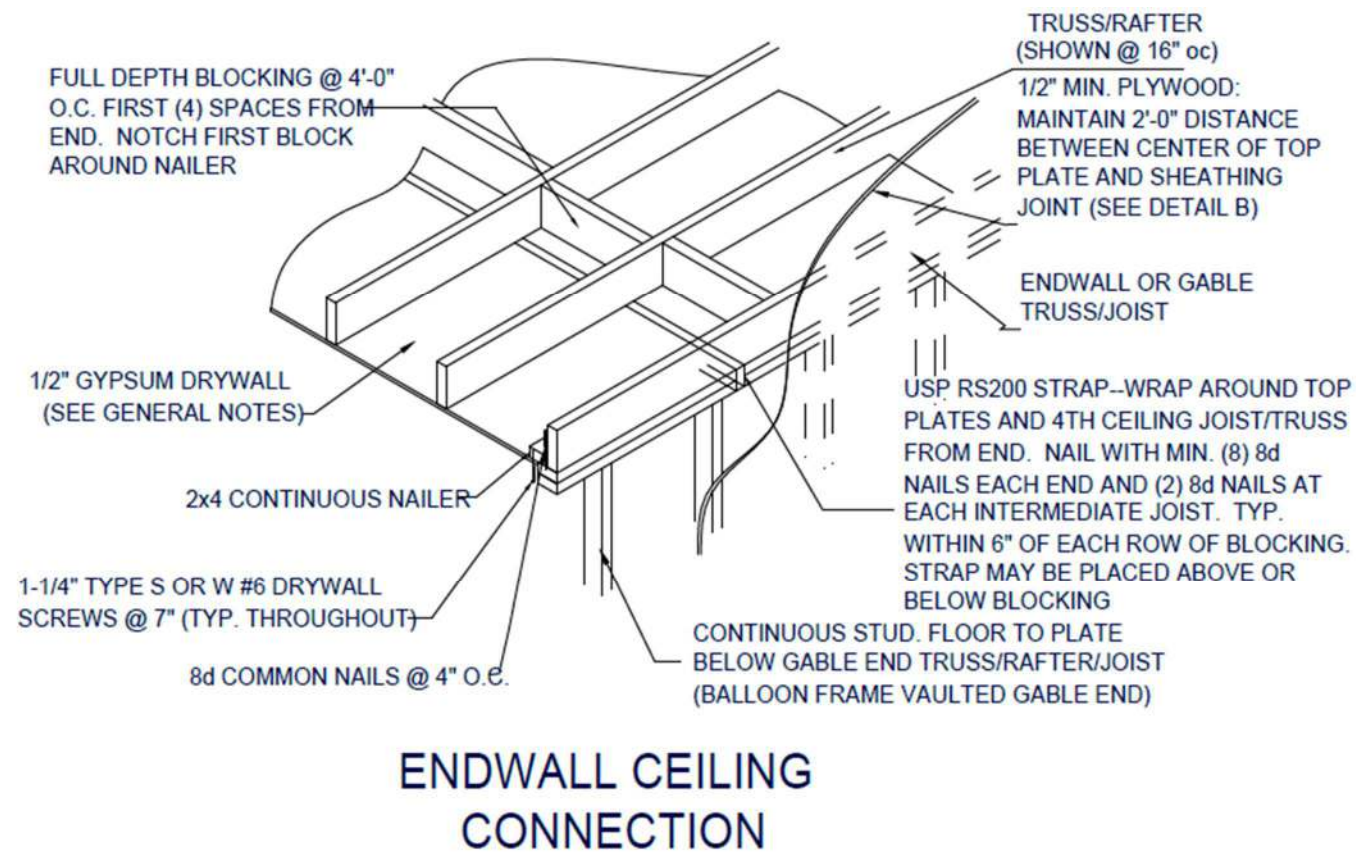 FULL DEPTH BLOCKING @ 4'-0"
O.C. FIRST (4) SPACES FROM
END. NOTCH FIRST BLOCK
AROUND NAILER
TRUSS/RAFTER
(SHOWN @ 16" oc)
1/2" MIN. PLYWOOD:
MAINTAIN 2'-0" DISTANCE
BETWEEN CENTER OF TOP
PLATE AND SHEATHING
JOINT (SEE DETAIL B)
ENDWALL OR GABLE
TRUSS/JOIST
1/2" GYPSUM DRYWALL
(SEE GENERAL NOTES)
USP RS200 STRAP--WRAP AROUND TOP
PLATES AND 4TH CEILING JOIST/TRUSS
FROM END. NAIL WITH MIN. (8) 8d
NAILS EACH END AND (2) 8d NAILS AT
EACH INTERMEDIATE JOIST. TYP.
WITHIN 6" OF EACH ROW OF BLOCKING.
STRAP MAY BE PLACED ABOVE OR
BELOW BLOCKING
2x4 CONTINUOUS NAILER
1-1/4" TYPE S OR W #6 DRYWALL
SCREWS @ 7" (TYP. THROUGHOUT)
8d COMMON NAILS @ 4" O.C.
CONTINUOUS STUD. FLOOR TO PLATE
BELOW GABLE END TRUSS/RAFTER/JOIST
(BALLOON FRAME VAULTED GABLE END)
ENDWALL CEILING
CONNECTION